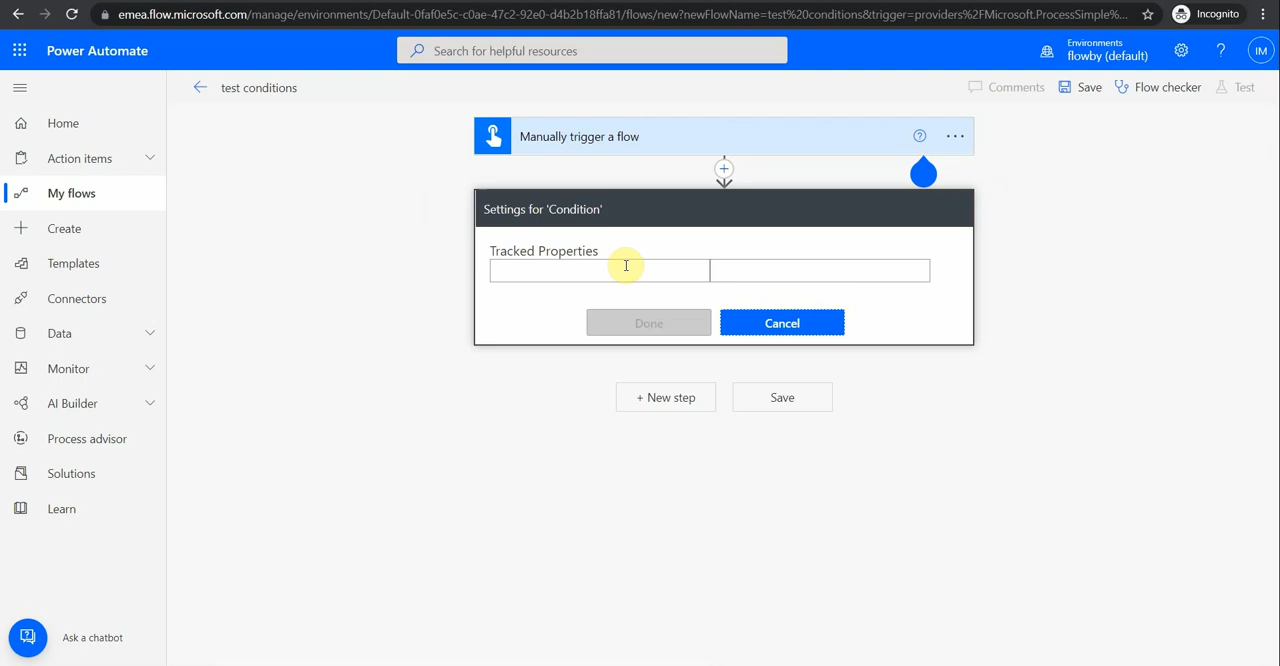 emea.flow.microsoft.com/manage/environments/Default-0faf0e5c-c0ae-47c2-92e0-d4b2b18ffa81/flows/new?newFlowName=test%20conditions&trigger=providers%2FMicrosoft.ProcessSimple%...
Incognito
Power Automate
Search for helpful resources
Environments
flowby (default)
?
IM
test conditions
Comments
Save
Flow checker
Test
Home
Action items
My flows
Create
Templates
Connectors
Data
Monitor
AI Builder
Process advisor
Solutions
Learn
Ask a chatbot
Manually trigger a flow
?
...
+
Settings for 'Condition'
Tracked Properties
Done
Cancel
+ New step
Save